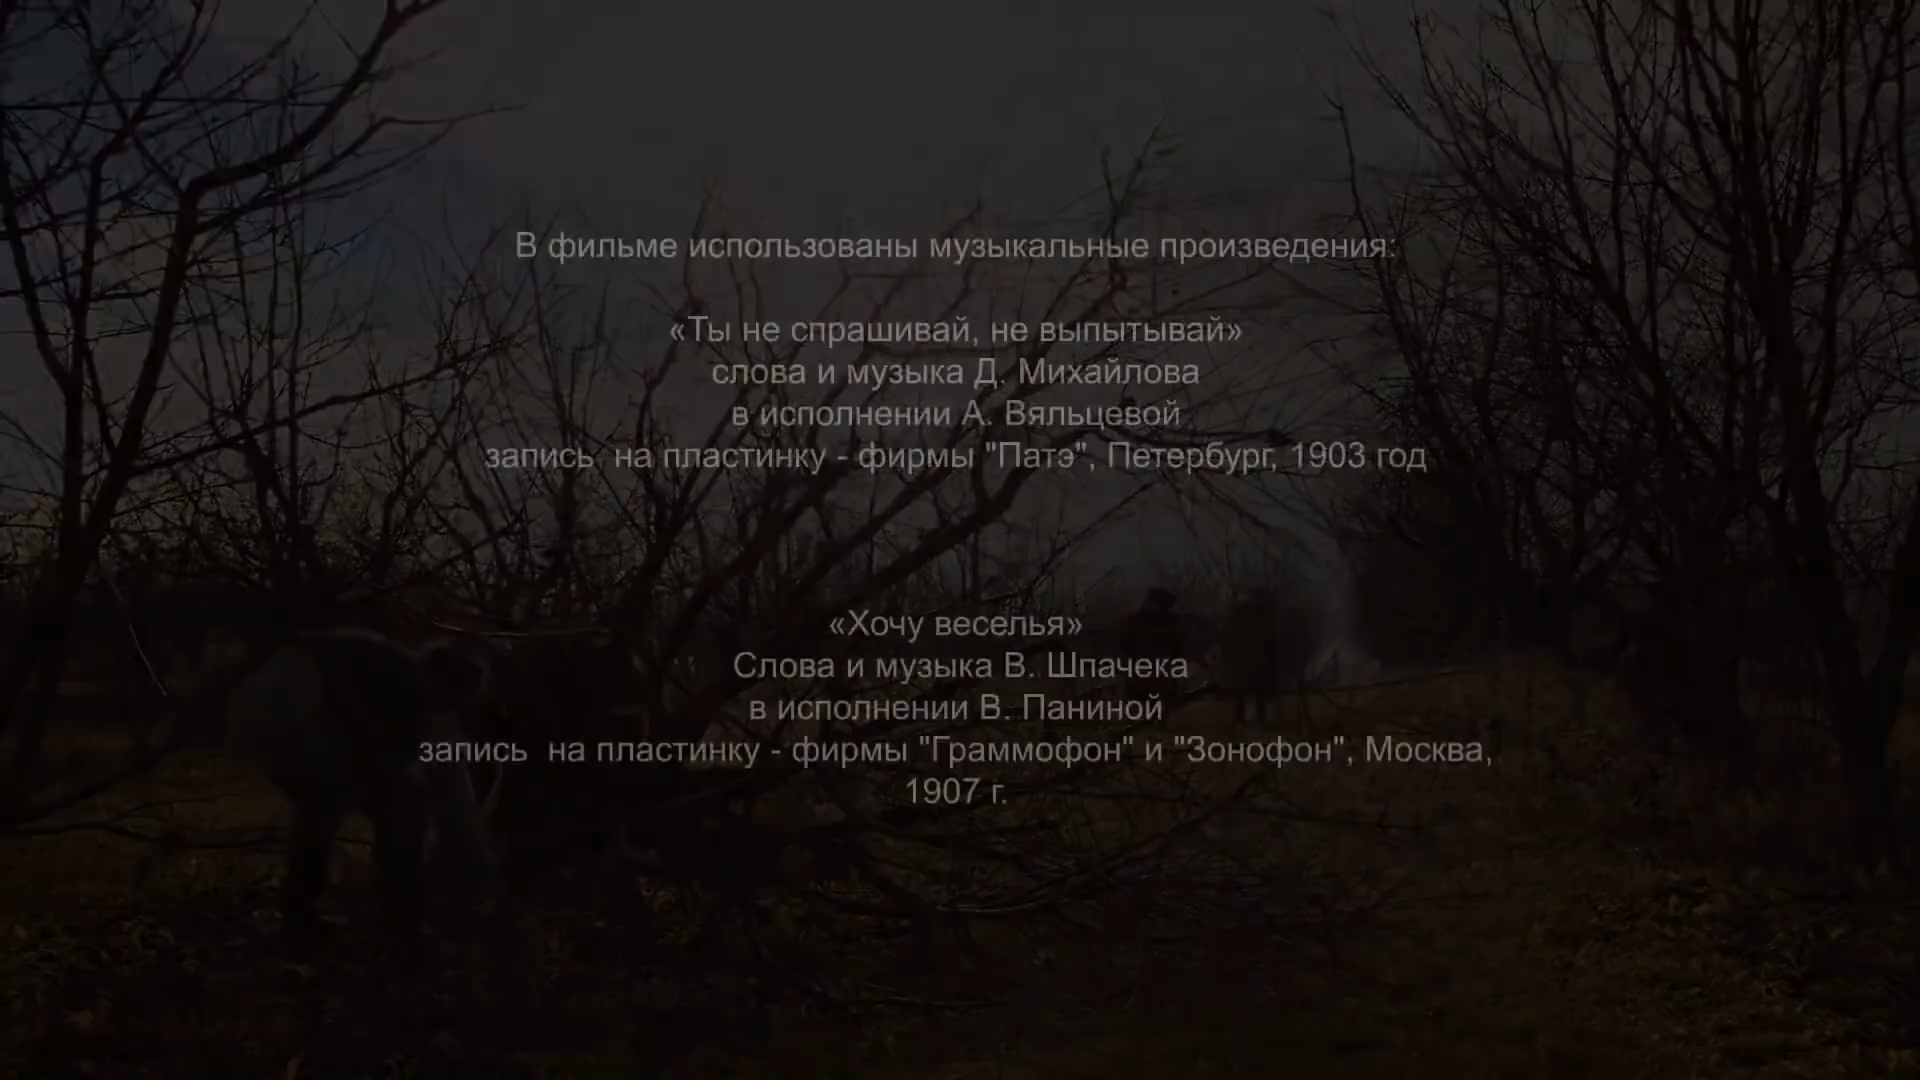 В фильме использованы музыкальные произведения:
«Ты не спрашивай, не выпытывай»
слова и музыка Д. Михайлова
в исполнении А. Вяльцевой
запись  на пластинку - фирмы "Патэ", Петербург, 1903 год
«Хочу веселья»
Слова и музыка В. Шпачека
в исполнении В. Паниной
запись  на пластинку - фирмы "Граммофон" и "Зонофон", Москва,
1907 г.